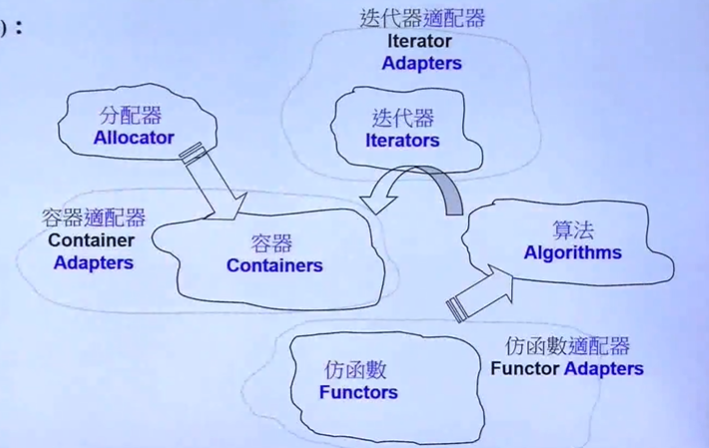 )：
迭代器適配器
Iterator
Adapters
分配器
Allocator
迭代器
Iterators
容器適配器
Container
Adapters
容器
Containers
算法
Algorithms
仿函數
Functors
仿函數適配器
Functor Adapters